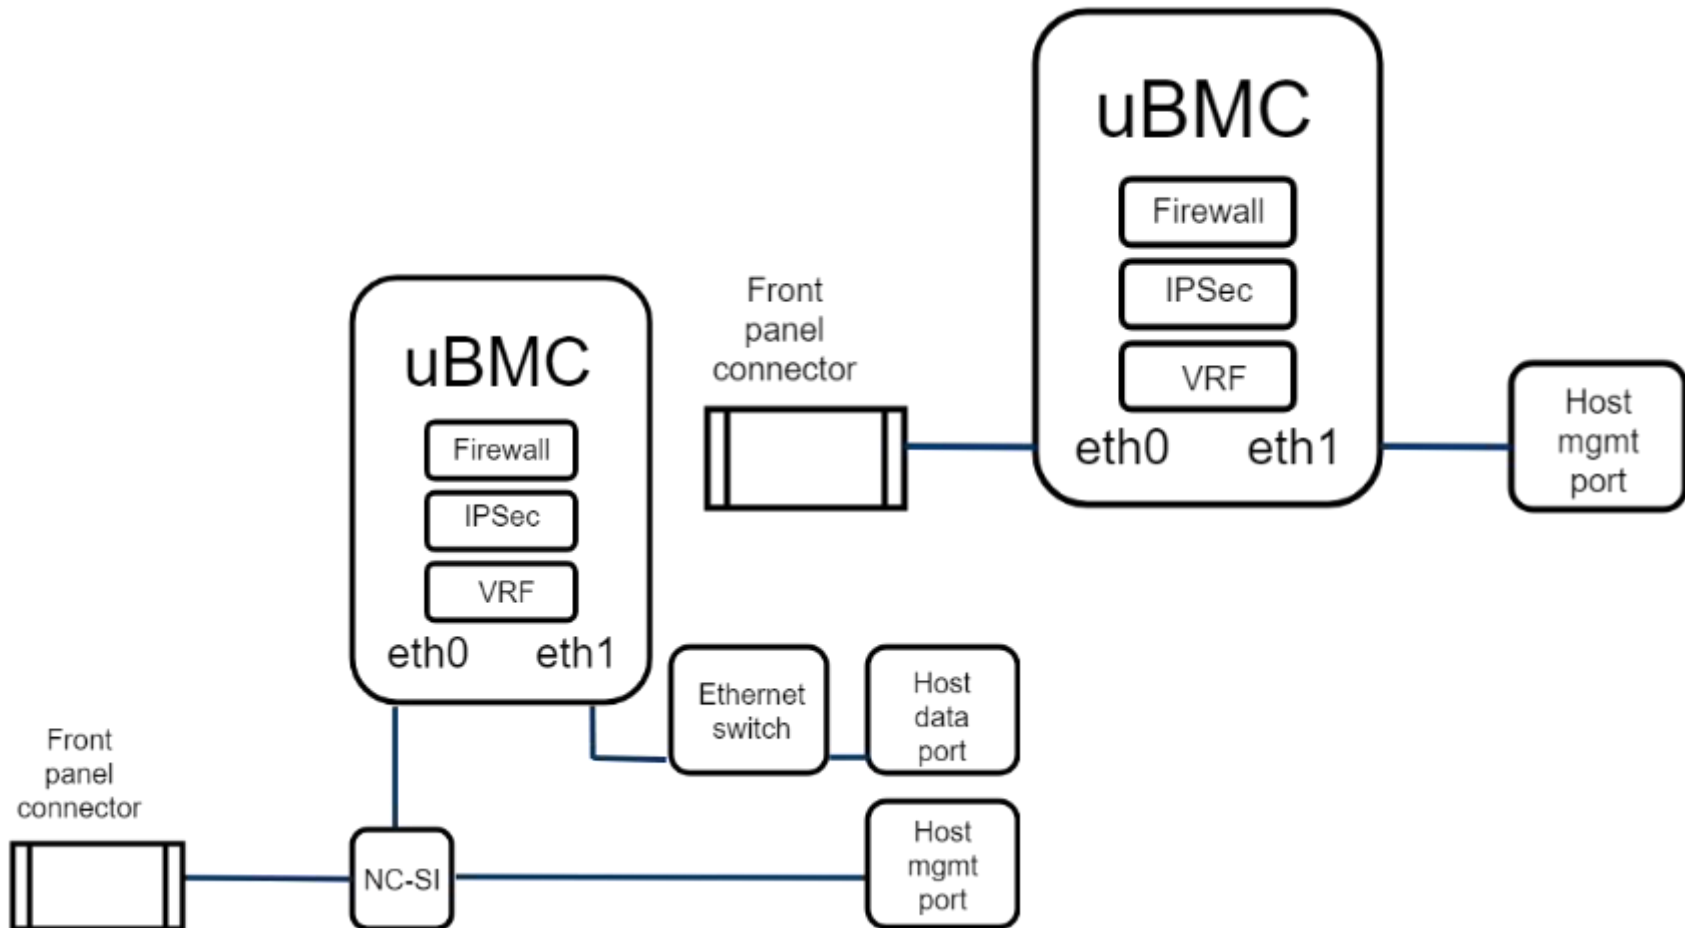 uBMC
Firewall
IPSec
VRF
eth0 eth1
Front
panel
connector
Host
mgmt
port
uBMC
Firewall
IPSec
VRF
eth0 eth1
Ethernet
switch
Host
data
port
Front
panel
connector
NC-SI
Host
mgmt
port